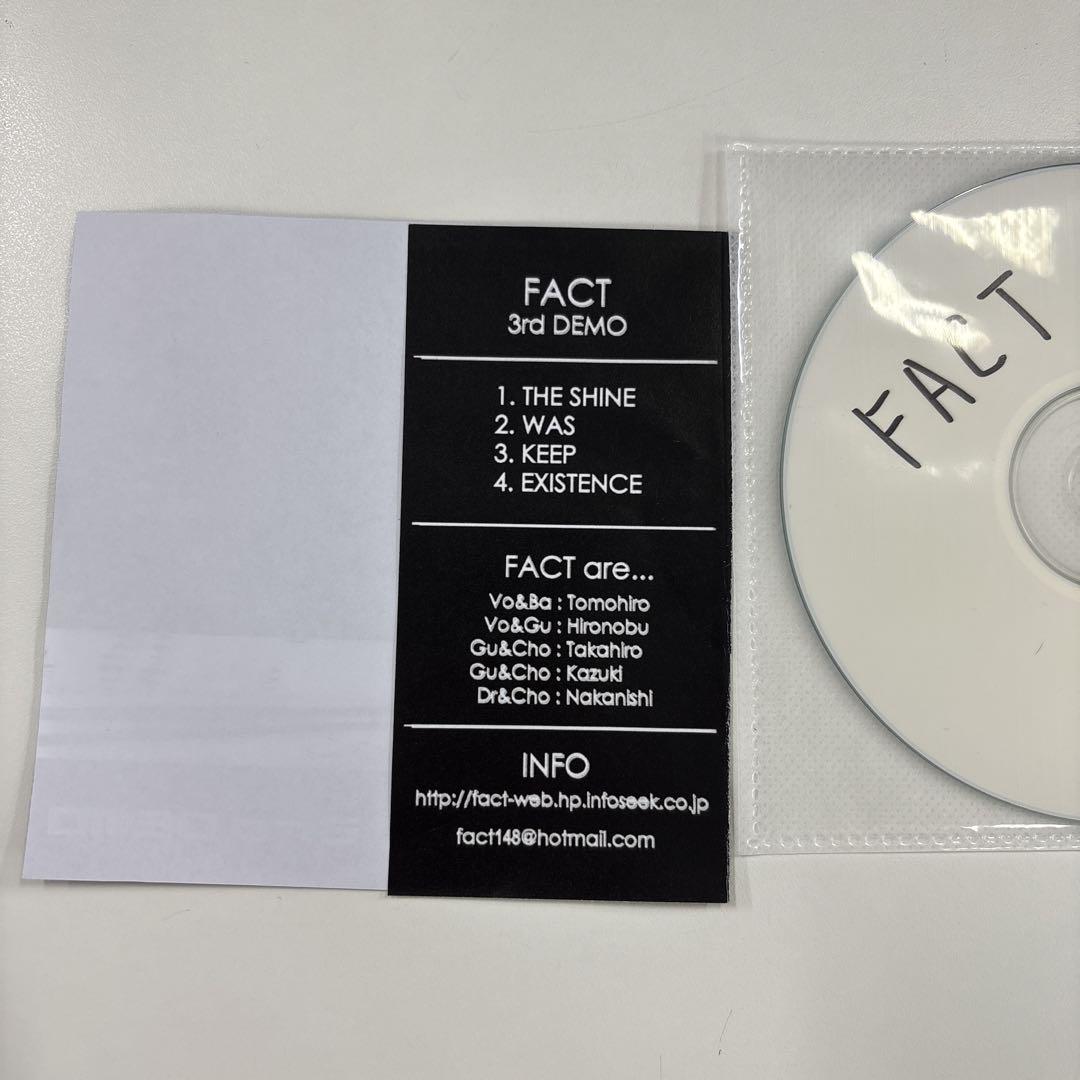 FACT
3rd DEMO
1. THE SHINE
2. WAS
3. KEEP
4. EXISTENCE
FACT are...
Vo&Ba : Tomohiro
Vo&Gu : Hironobu
Gu&Cho : Takahiro
Gu&Cho : Kazuki
Dr&Cho : Nakanishi
INFO
http://fact-web.hp.infoseek.co.jp
fact148@hotmail.com
FACT